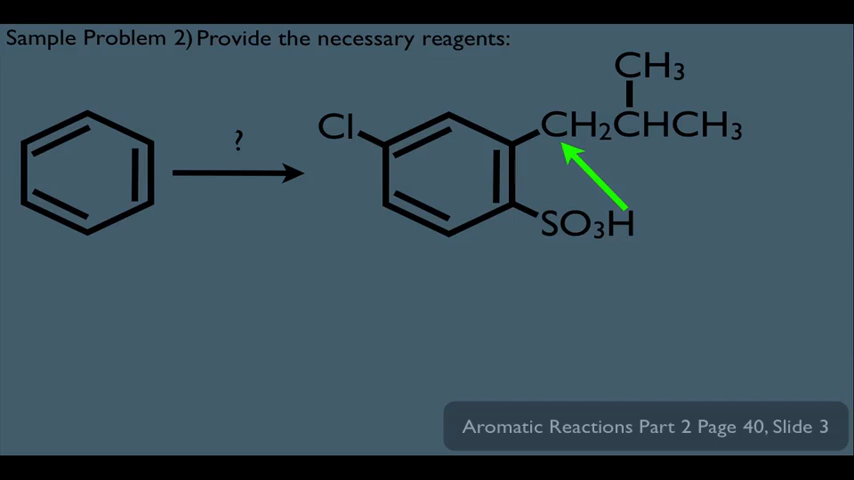 Sample Problem 2) Provide the necessary reagents:
CH₃
?
Cl
CH₂CHCH₃
SO₃H
Aromatic Reactions Part 2 Page 40, Slide 3